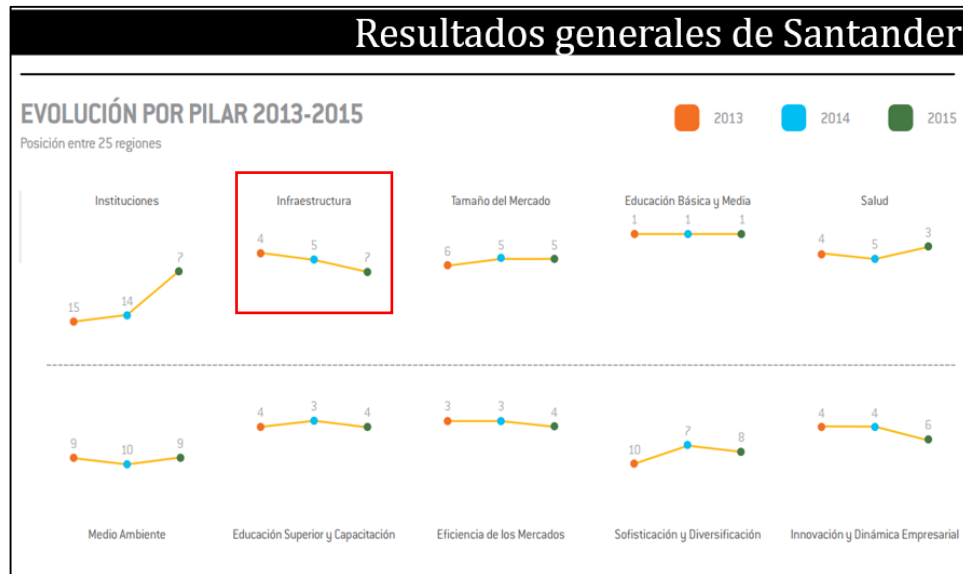 Resultados generales de Santander
EVOLUCIÓN POR PILAR 2013-2015
2013 2014 2015
Posición entre 25 regiones
Instituciones
15 14 7
Infraestructura
4 5 7
Tamaño del Mercado
6 5 5
Educación Básica y Media
1 1 1
Salud
4 5 3
9 10 9
Medio Ambiente
4 3 4
Educación Superior y Capacitación
3 3 4
Eficiencia de los Mercados
10 7 8
Sofisticación y Diversificación
4 4 6
Innovación y Dinámica Empresarial